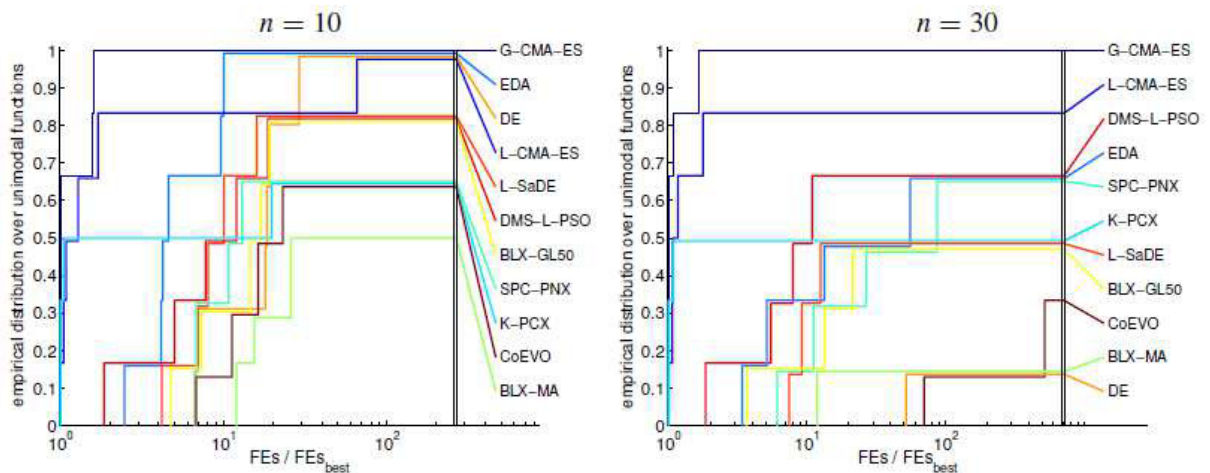 n = 10
empirical distribution over unimodal functions
1
0.9
0.8
0.7
0.6
0.5
0.4
0.3
0.2
0.1
0
10^0
10^1
10^2
FEs / FEs_best
G−CMA−ES
EDA
DE
L−CMA−ES
L−SaDE
DMS−L−PSO
BLX−GL50
SPC−PNX
K−PCX
CoEVO
BLX−MA
n = 30
empirical distribution over unimodal functions
1
0.9
0.8
0.7
0.6
0.5
0.4
0.3
0.2
0.1
0
10^0
10^1
10^2
FEs / FEs_best
G−CMA−ES
L−CMA−ES
DMS−L−PSO
EDA
SPC−PNX
K−PCX
L−SaDE
BLX−GL50
CoEVO
BLX−MA
DE